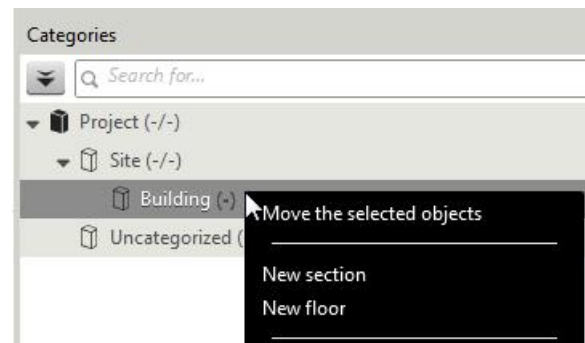 Categories
Search for...
Project (-/-)
Site (-/-)
Building (-)
Move the selected objects
Uncategorized (
New section
New floor